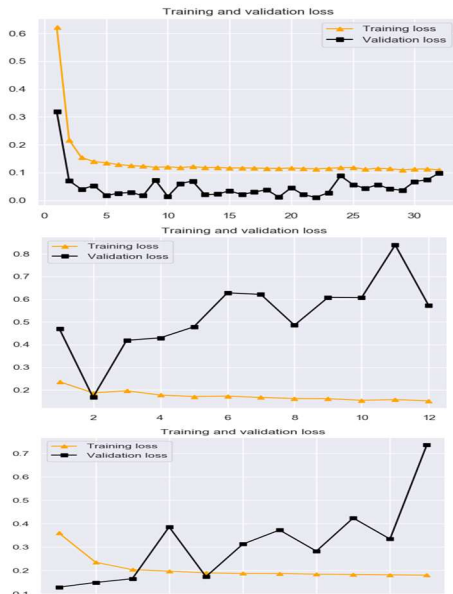 Training and validation loss
Training loss
Validation loss
0.6
0.5
0.4
0.3
0.2
0.1
0.0
0 5 10 15 20 25 30
Training and validation loss
Training loss
Validation loss
0.8
0.7
0.6
0.5
0.4
0.3
0.2
2 4 6 8 10 12
Training and validation loss
Training loss
Validation loss
0.7
0.6
0.5
0.4
0.3
0.2
0.1